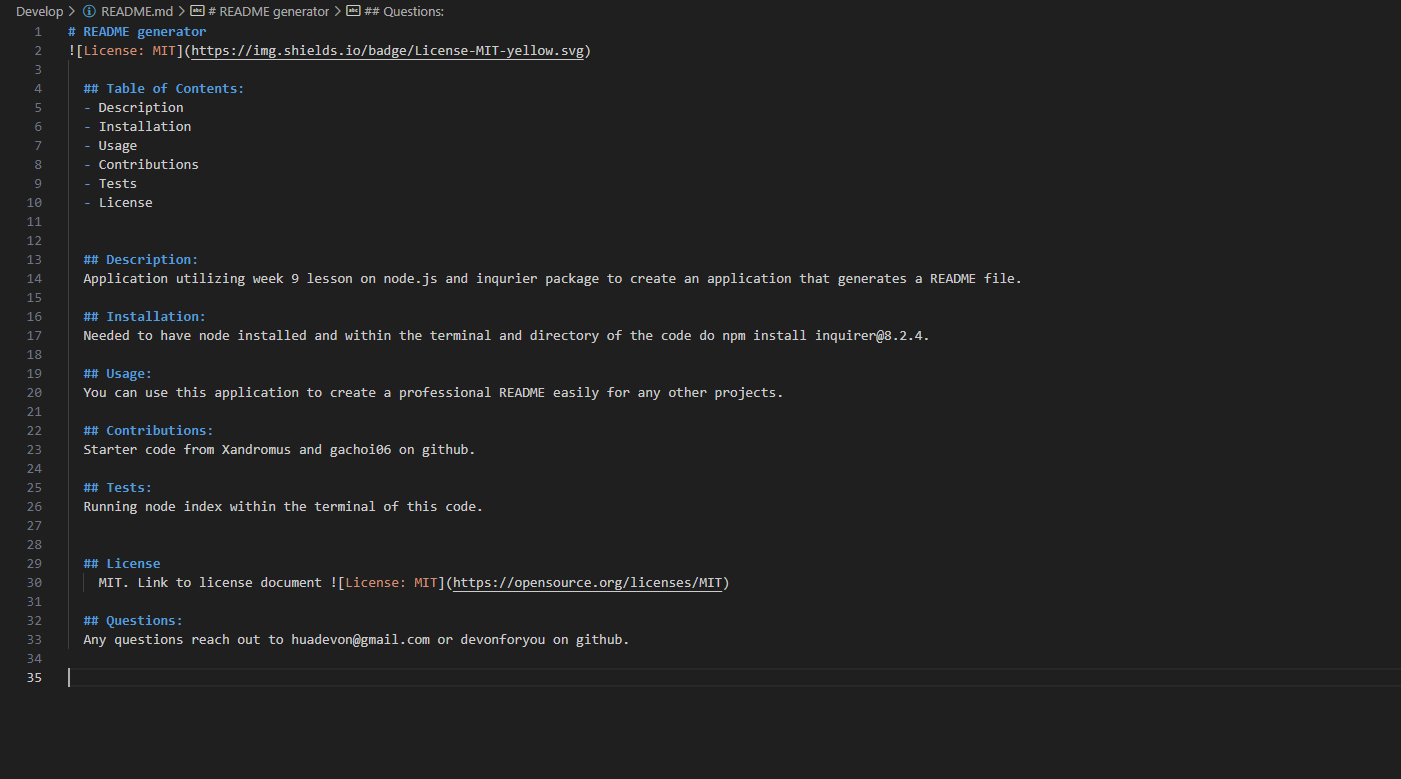 Develop > README.md > # README generator > ## Questions:
1 # README generator
2 ![License: MIT](https://img.shields.io/badge/License-MIT-yellow.svg)
3
4 ## Table of Contents:
5 - Description
6 - Installation
7 - Usage
8 - Contributions
9 - Tests
10 - License
11
12
13 ## Description:
14 Application utilizing week 9 lesson on node.js and inqurier package to create an application that generates a README file.
15
16 ## Installation:
17 Needed to have node installed and within the terminal and directory of the code do npm install inquirer@8.2.4.
18
19 ## Usage:
20 You can use this application to create a professional README easily for any other projects.
21
22 ## Contributions:
23 Starter code from Xandromus and gachoi06 on github.
24
25 ## Tests:
26 Running node index within the terminal of this code.
27
28
29 ## License
30 MIT. Link to license document ![License: MIT](https://opensource.org/licenses/MIT)
31
32 ## Questions:
33 Any questions reach out to huadevon@gmail.com or devonforyou on github.
34
35